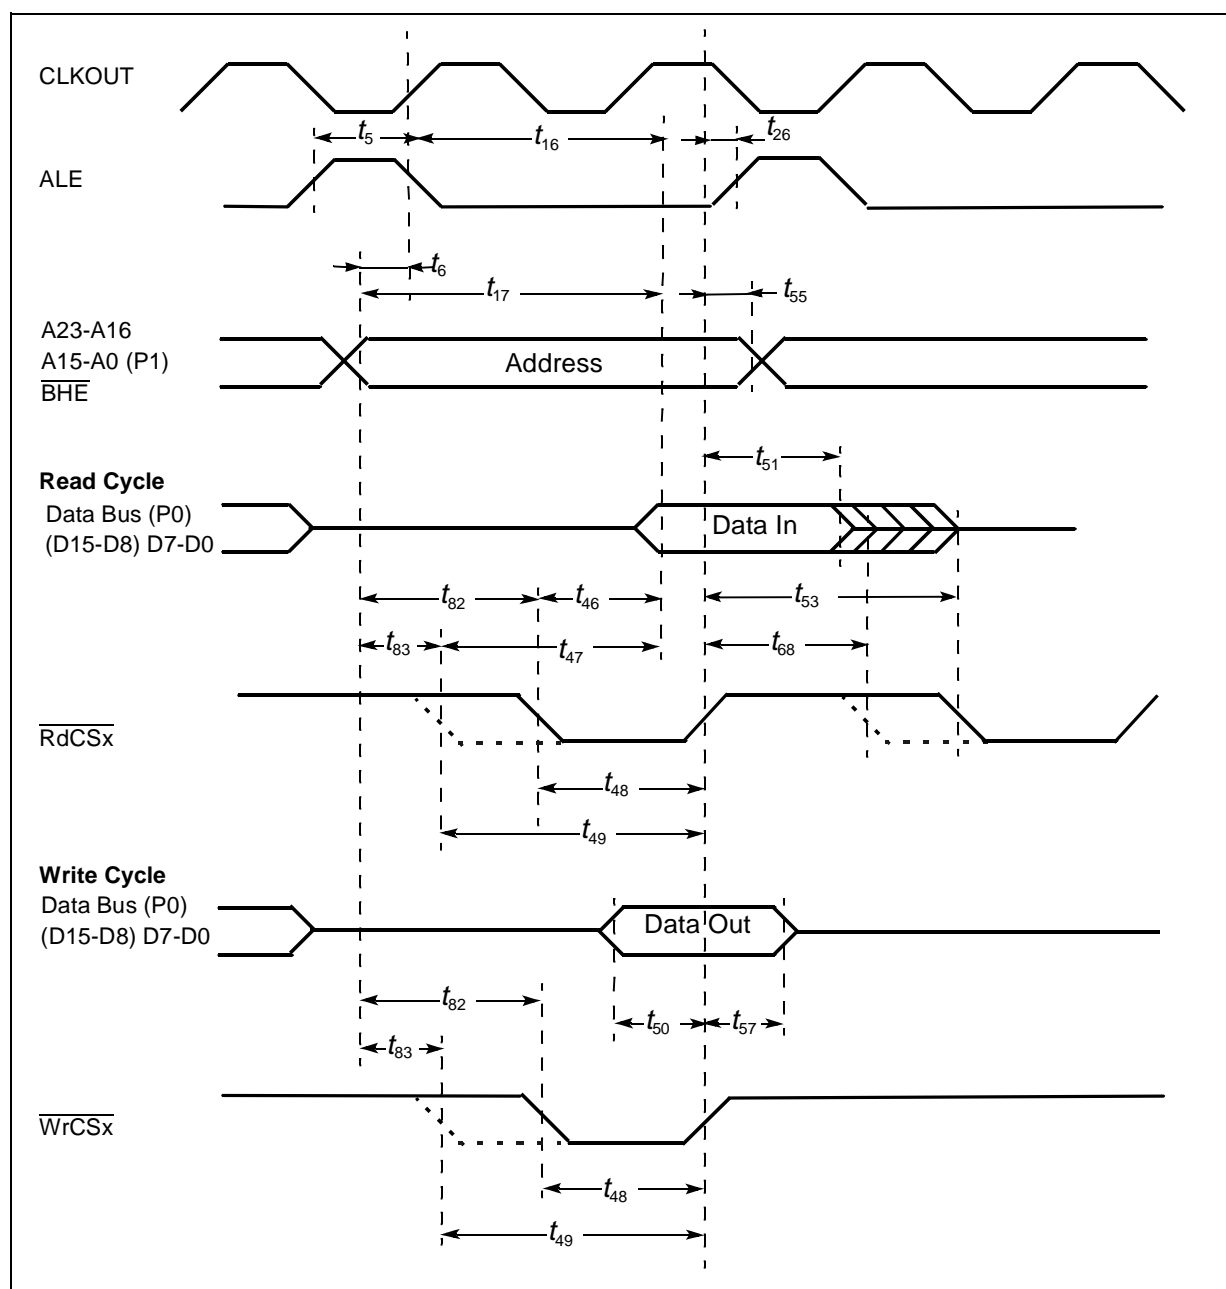 CLKOUT
t5
t16
t26
ALE
t6
t17
t55
A23-A16
A15-A0 (P1)
BHE
Address
t51
Read Cycle
Data Bus (P0)
(D15-D8) D7-D0
Data In
t82
t46
t53
t83
t47
t68
RdCSx
t48
t49
Write Cycle
Data Bus (P0)
(D15-D8) D7-D0
Data Out
t82
t50
t57
t83
WrCSx
t48
t49